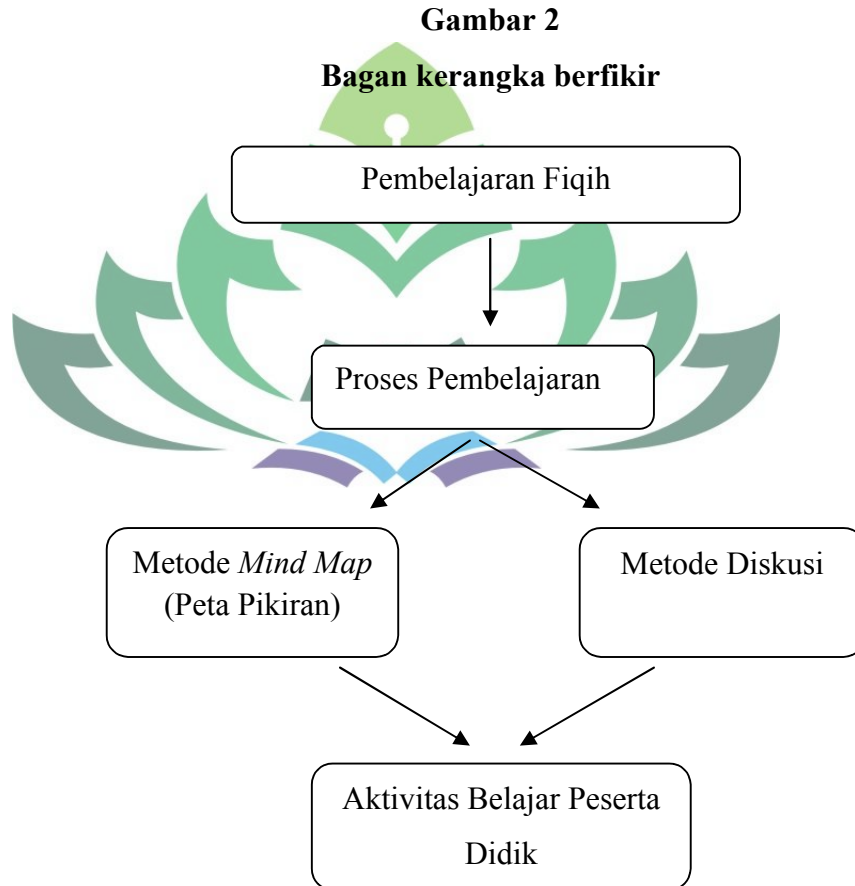 Gambar 2
Bagan kerangka berfikir
Pembelajaran Fiqih
Proses Pembelajaran
Metode Mind Map
(Peta Pikiran)
Metode Diskusi
Aktivitas Belajar Peserta
Didik